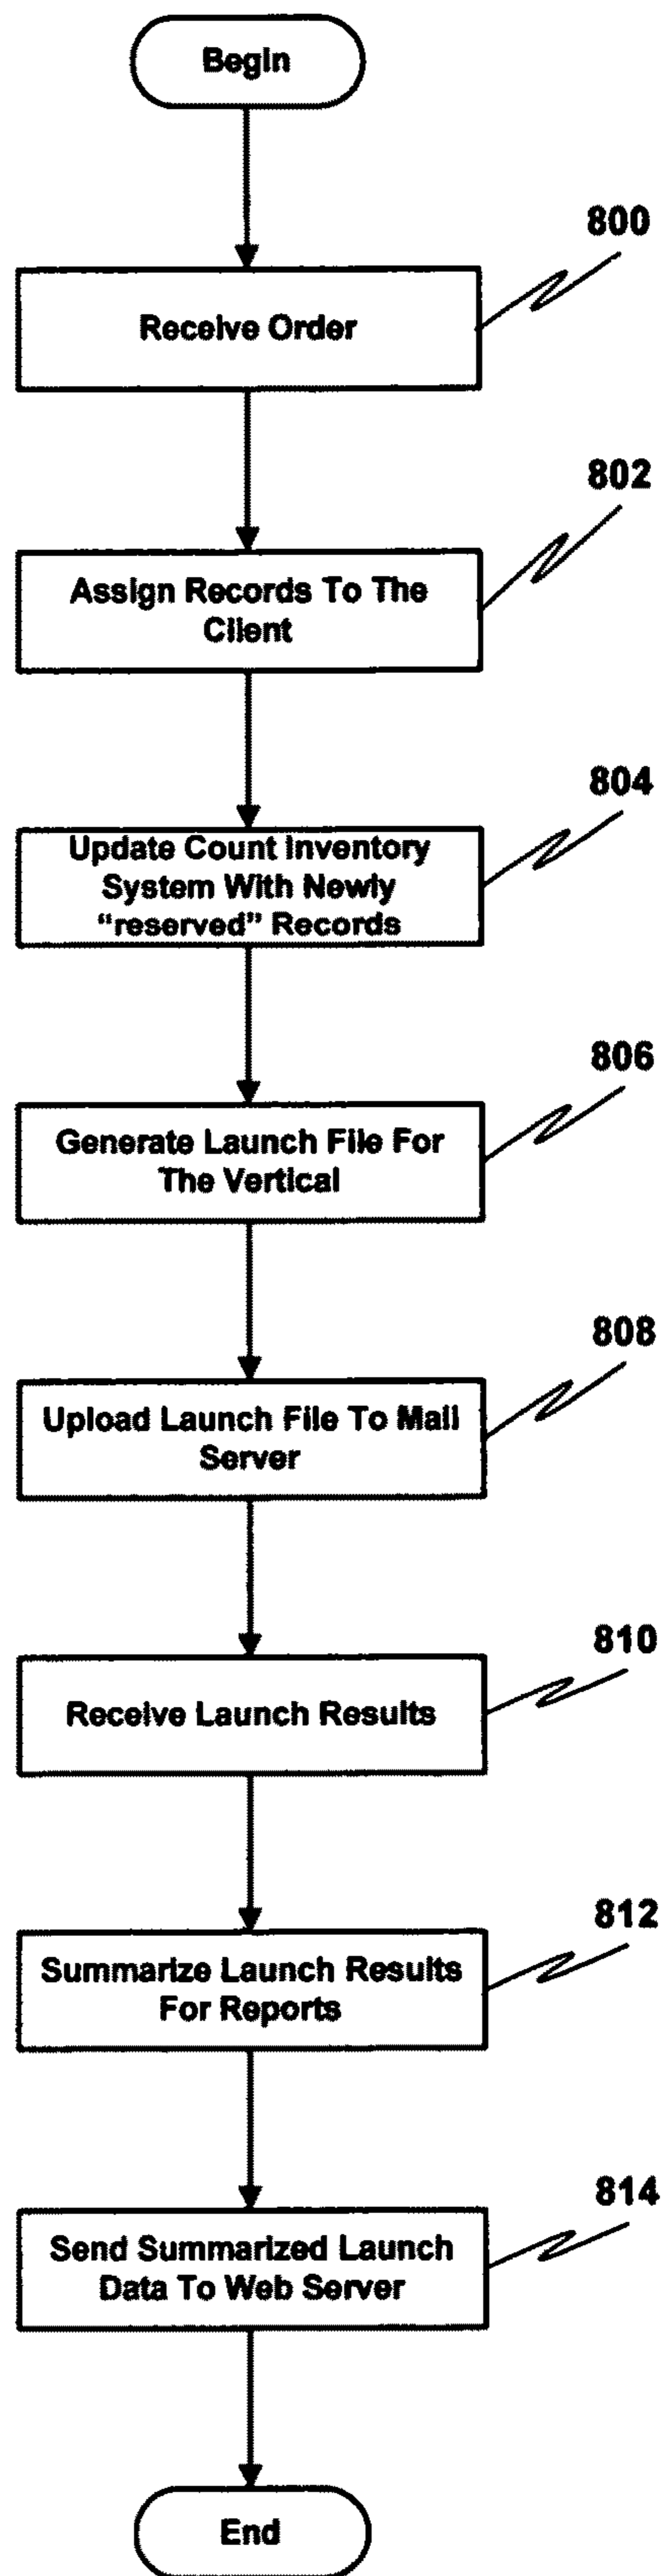 Begin
800
Receive Order
802
Assign Records To The
Client
804
Update Count Inventory
System With Newly
“reserved” Records
806
Generate Launch File For
The Vertical
808
Upload Launch File To Mail
Server
810
Receive Launch Results
812
Summarize Launch Results
For Reports
814
Send Summarized Launch
Data To Web Server
End